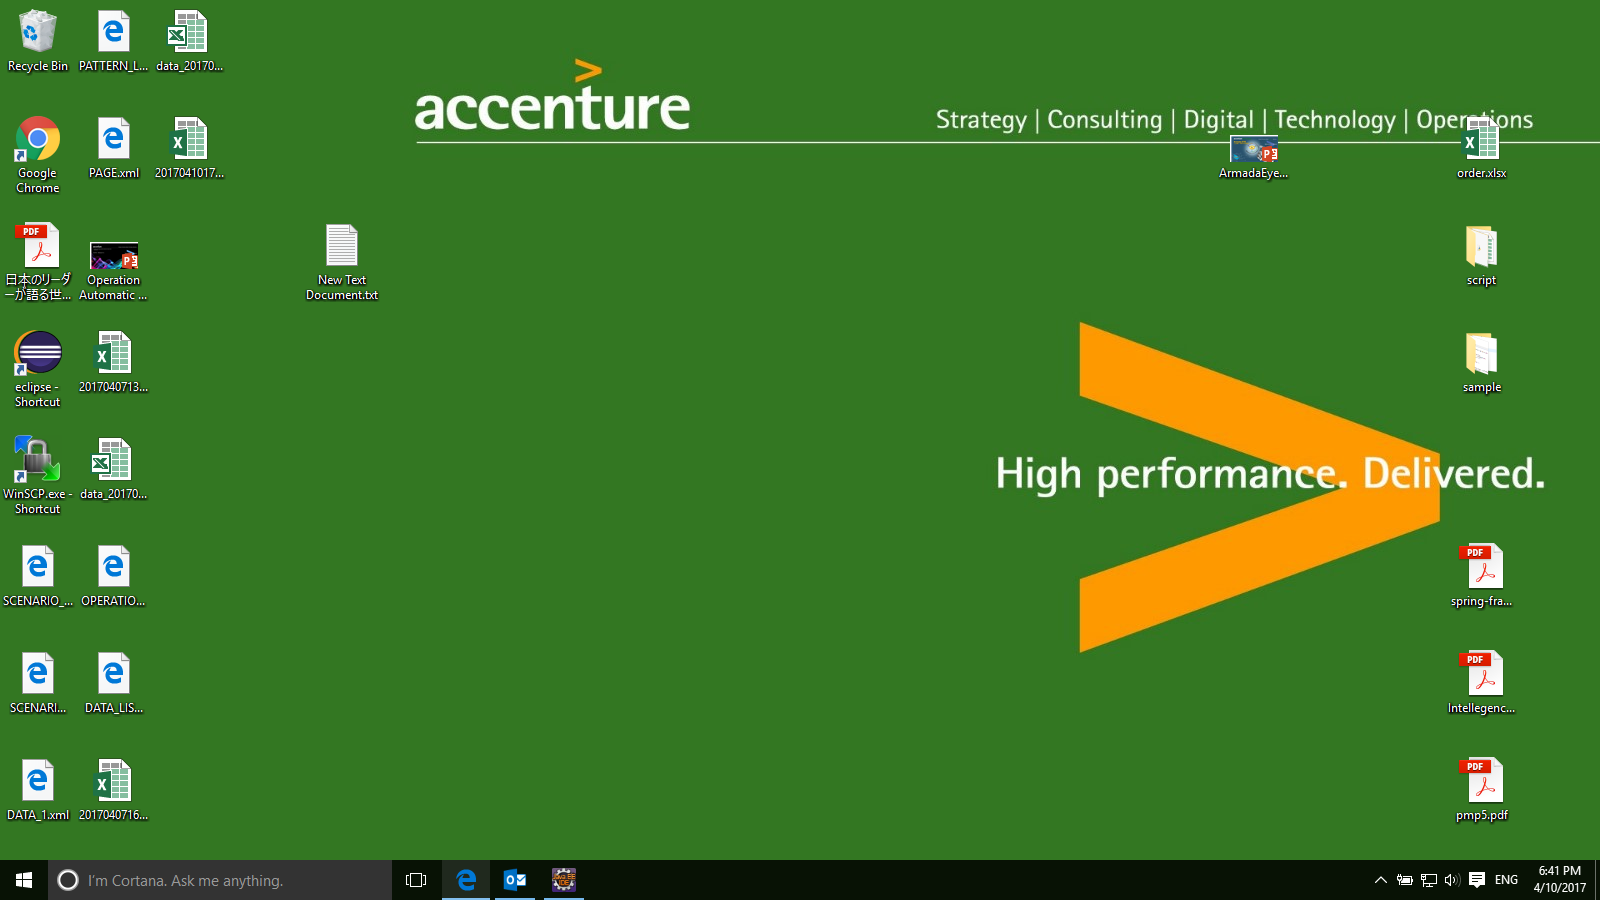 Recycle Bin
PATTERN_L...
data_20170...
>
accenture
Strategy | Consulting | Digital | Technology | Operations
Google
Chrome
PAGE.xml
2017041017...
ArmadaEye...
order.xlsx
日本のリーダ
ーが語る世...
Operation
Automatic ...
New Text
Document.txt
script
eclipse -
Shortcut
2017040713...
sample
High performance. Delivered.
WinSCP.exe -
Shortcut
data_20170...
SCENARIO_...
OPERATIO...
PDF
spring-fra...
SCENARI...
DATA_LIS...
PDF
Intellegenc...
DATA_1.xml
2017040716...
PDF
pmp5.pdf
I'm Cortana. Ask me anything.
ENG
6:41 PM
4/10/2017